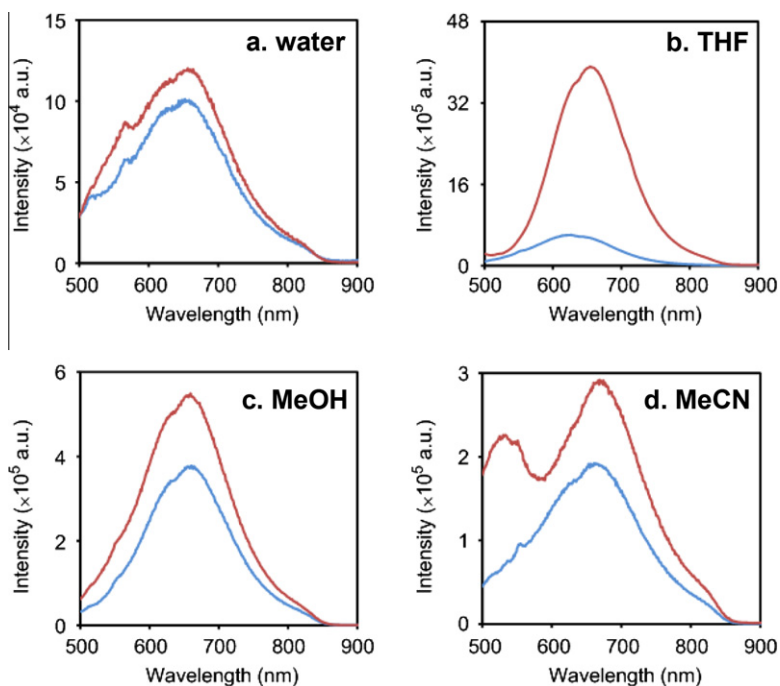 a. water
15
10
5
0
Intensity (×10⁴ a.u.)
500 600 700 800 900
Wavelength (nm)
b. THF
48
32
16
0
Intensity (×10⁵ a.u.)
500 600 700 800 900
Wavelength (nm)
c. MeOH
6
4
2
0
Intensity (×10⁵ a.u.)
500 600 700 800 900
Wavelength (nm)
d. MeCN
3
2
1
0
Intensity (×10⁵ a.u.)
500 600 700 800 900
Wavelength (nm)